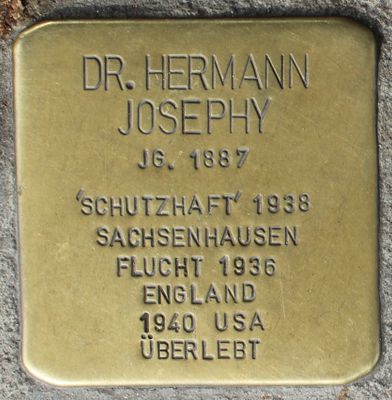 DR. HERMANN
JOSEPHY
JG. 1887
'SCHUTZHAFT' 1938
SACHSENHAUSEN
FLUCHT 1936
ENGLAND
1940 USA
ÜBERLEBT